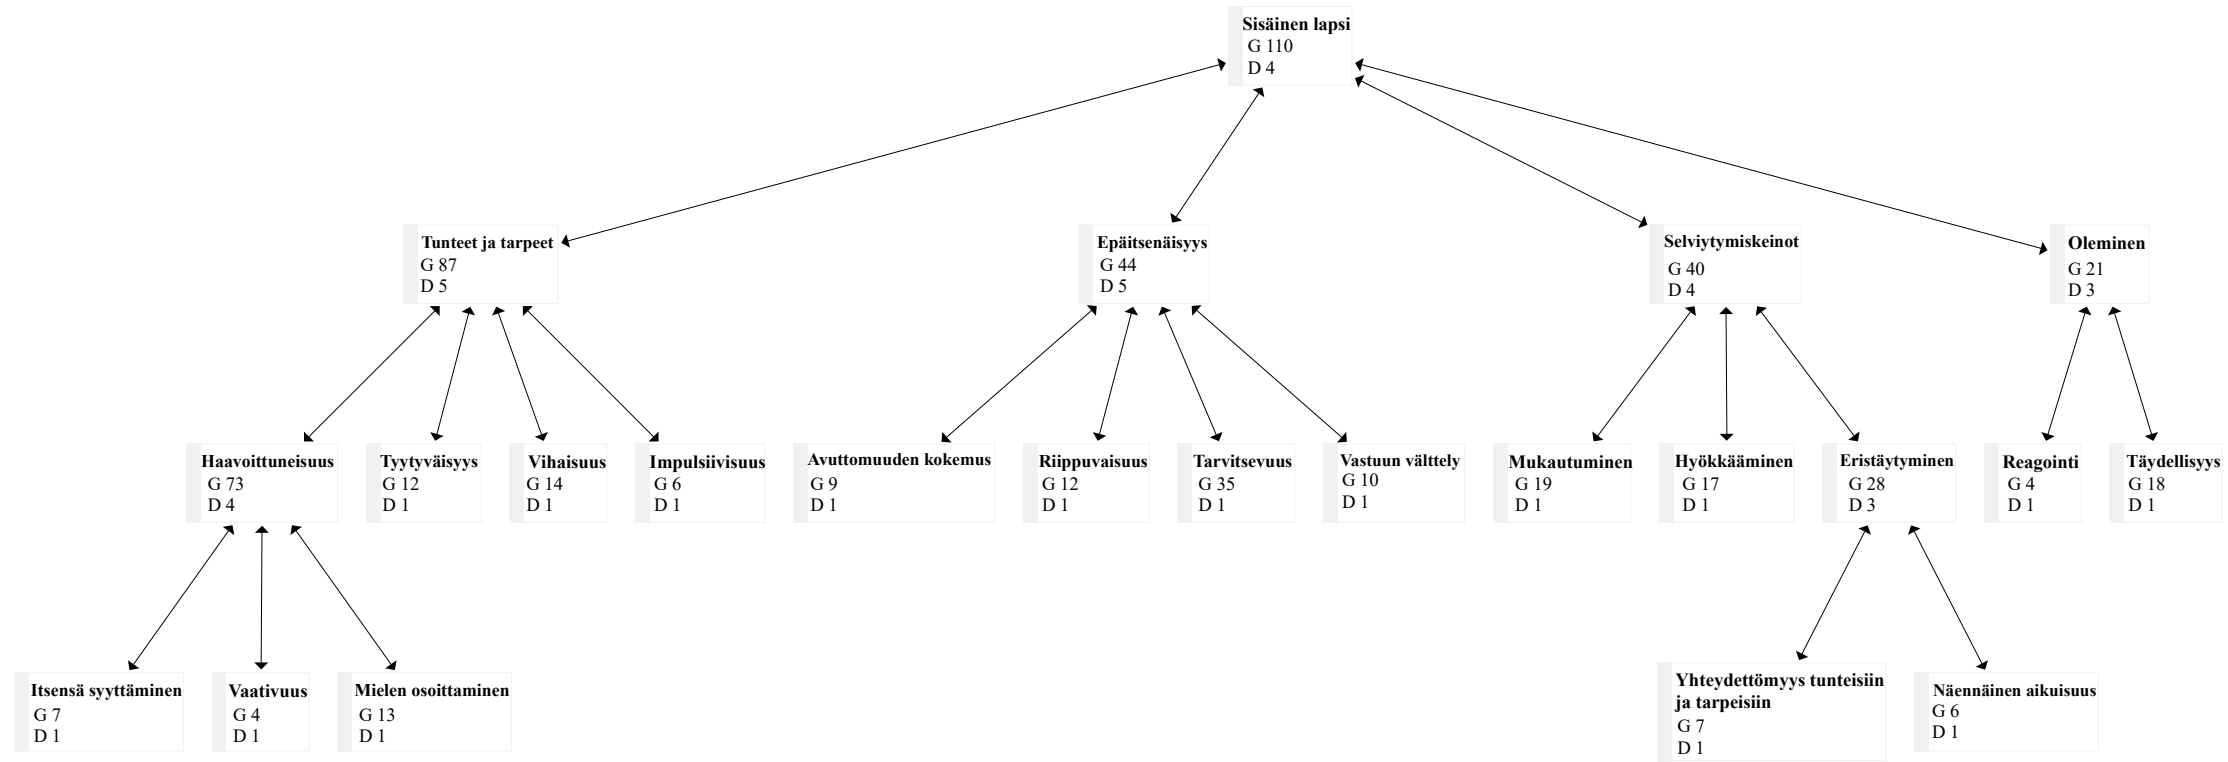 Sisäinen lapsi
G 110
D 4
Tunteet ja tarpeet
G 87
D 5
Epäitsenäisyys
G 44
D 5
Selviytymiskeinot
G 40
D 4
Oleminen
G 21
D 3
Haavoittuneisuus
G 73
D 4
Tyytyväisyys
G 12
D 1
Vihaisuus
G 14
D 1
Impulsiivisuus
G 6
D 1
Avuttomuuden kokemus
G 9
D 1
Riippuvaisuus
G 12
D 1
Tarvitsevuus
G 35
D 1
Vastuun välttely
G 10
D 1
Mukautuminen
G 19
D 1
Hyökkääminen
G 17
D 1
Eristäytyminen
G 28
D 3
Reagointi
G 4
D 1
Täydellisyys
G 18
D 1
Itsensä syyttäminen
G 7
D 1
Vaativuus
G 4
D 1
Mielen osoittaminen
G 13
D 1
Yhteydettömyys tunteisiin
ja tarpeisiin
G 7
D 1
Näennäinen aikuisuus
G 6
D 1